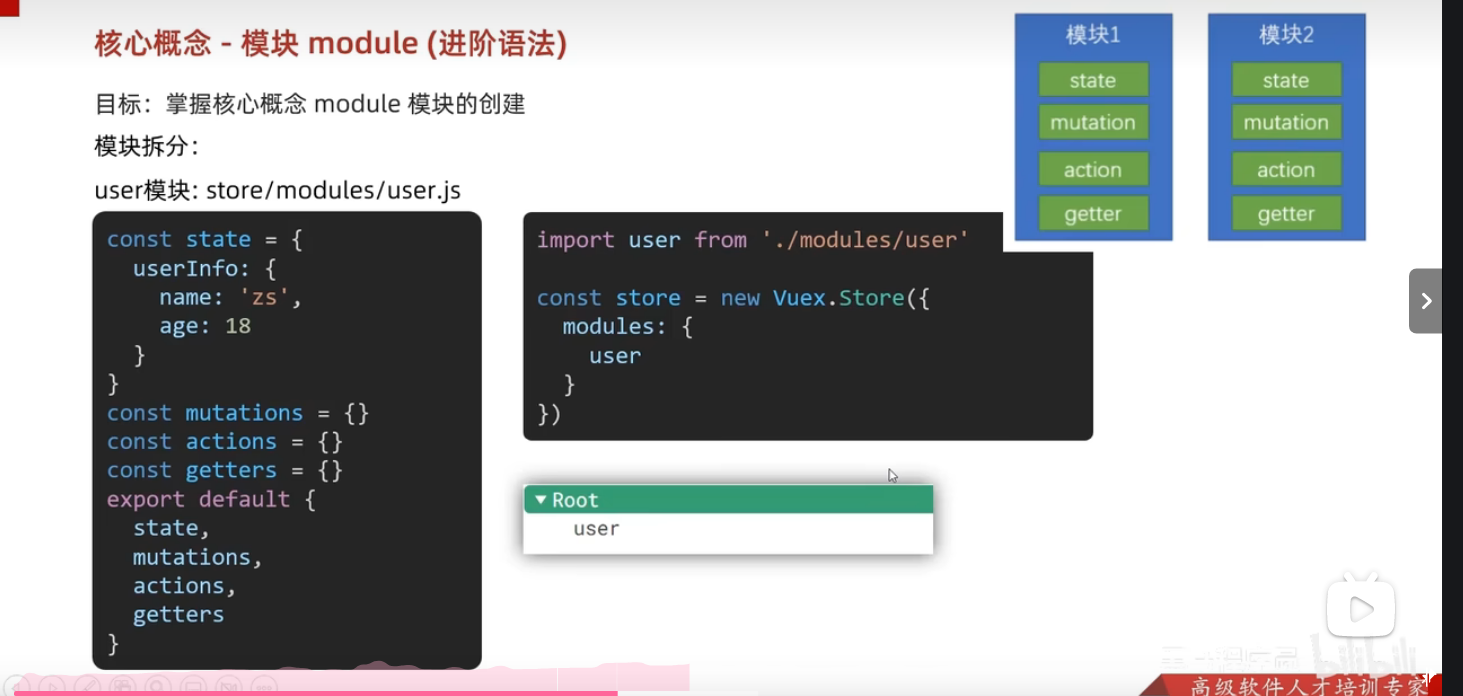 核心概念 - 模块 module (进阶语法)
目标：掌握核心概念 module 模块的创建
模块拆分：
user模块: store/modules/user.js
const state = {
  userInfo: {
    name: 'zs',
    age: 18
  }
}
const mutations = {}
const actions = {}
const getters = {}
export default {
  state,
  mutations,
  actions,
  getters
}
import user from './modules/user'
const store = new Vuex.Store({
  modules: {
    user
  }
})
Root
user
模块1
state
mutation
action
getter
模块2
state
mutation
action
getter
bilibili
高级软件人才培训专家